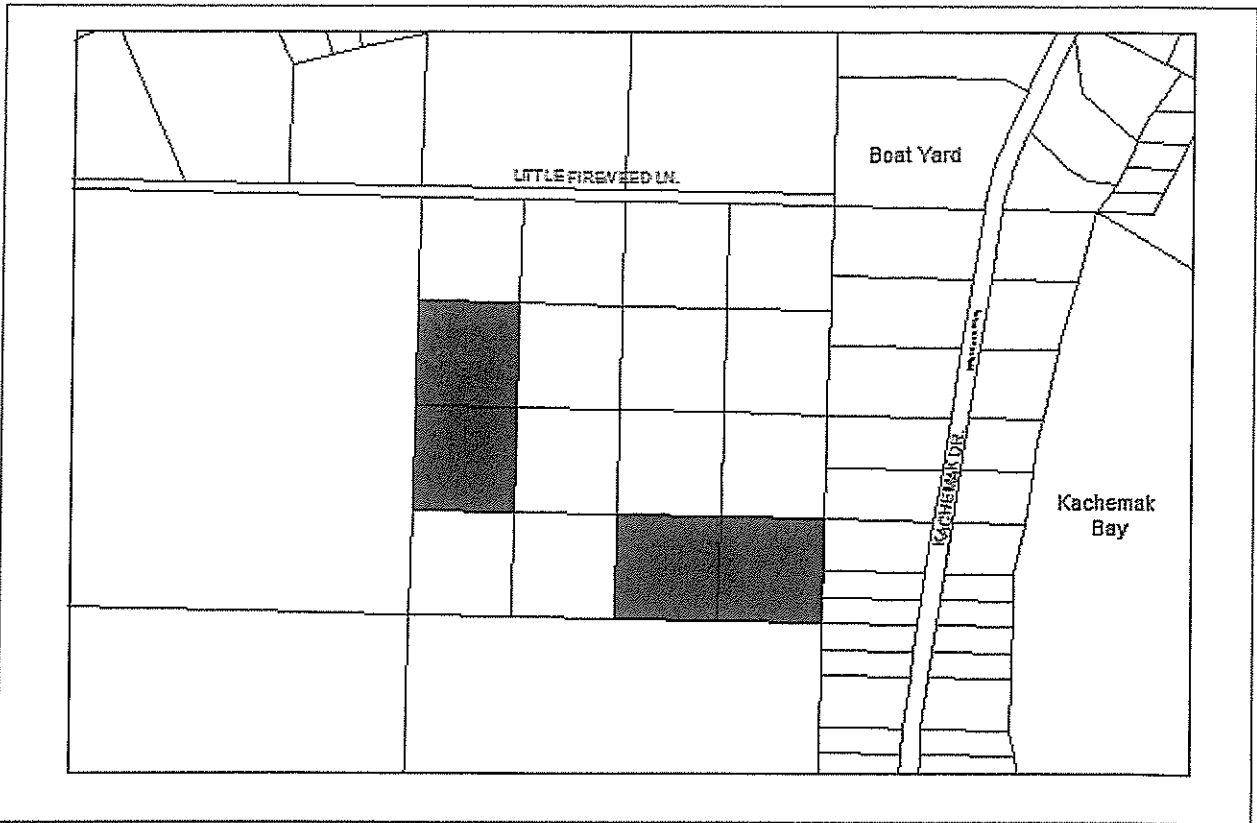 Boat Yard
LITTLE FIREWEED LN.
KACHEMAK DR.
Kachemak
Bay